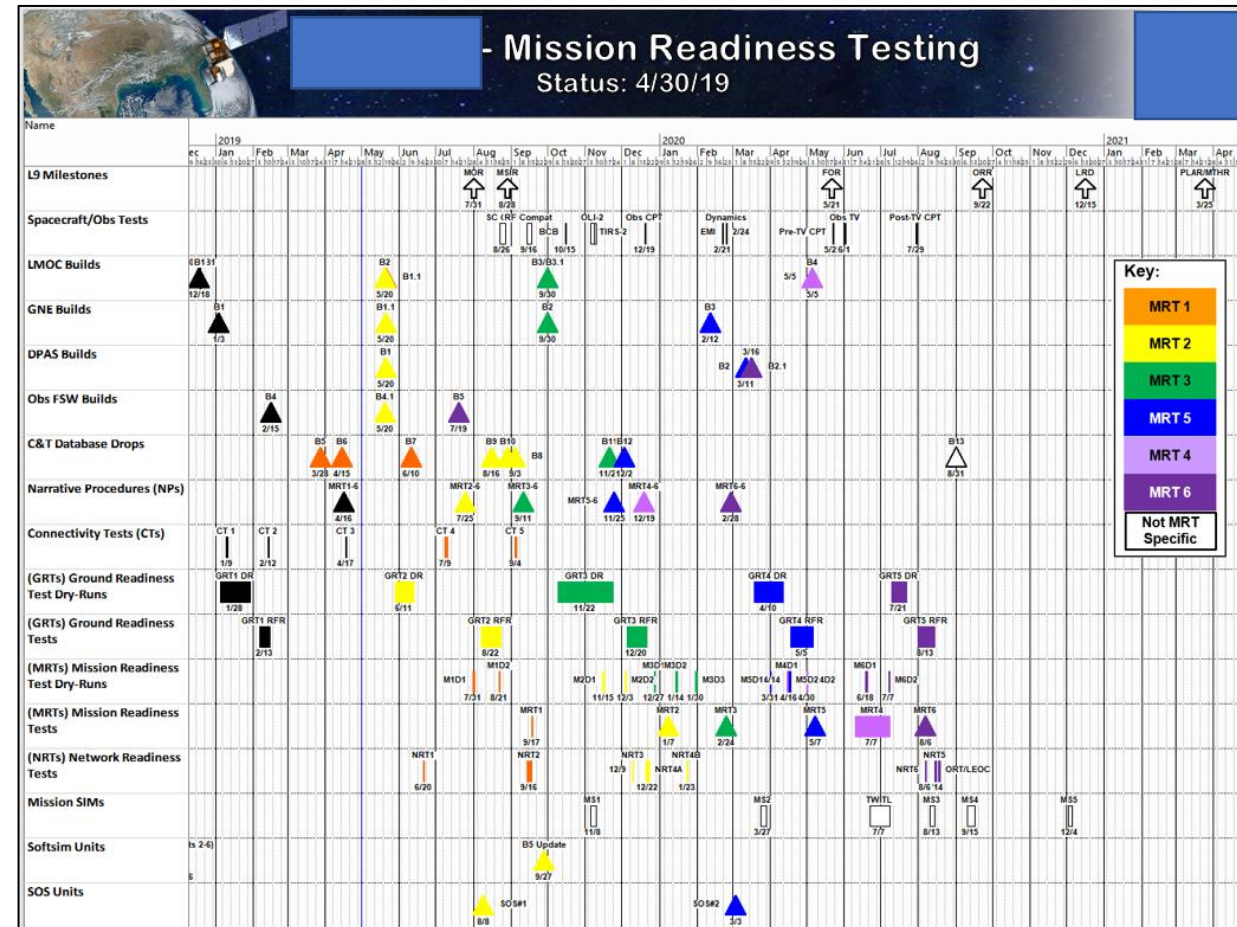 - Mission Readiness Testing
Status: 4/30/19
Name
2019 2020 2021
ec Jan Feb Mar Apr May Jun Jul Aug Sep Oct Nov Dec Jan Feb Mar Apr May Jun Jul Aug Sep Oct Nov Dec Jan Feb Mar Apr
L9 Milestones
MOR MSIR FOR ORR LRD PLAR/MTHR
7/31 8/28 5/21 9/22 12/15 3/25
Spacecraft/Obs Tests
RF Compat OLI-2 Obs CPT Dynamics Obs TV Post-TV CPT
BCB TIRS-2 EMI 2/24 Pre-TV CPT
8/26 9/16 10/15 12/19 2/21 6/1 7/29
LMOC Builds
B2 B3/B3.1 B4
B1.1 5/5
12/18 5/20 9/30 5/5
GNE Builds
B1 B1.1 B2 B3
1/3 5/20 9/30 2/12
DPAS Builds
B1 3/16
B2 B2.1
5/20 3/11
Obs FSW Builds
B4 B4.1 B5
2/15 5/20 7/19
C&T Database Drops
B5 B6 B7 B9 B10 B12 B13
B8
3/28 4/15 6/10 8/16 9/3 8/31
Narrative Procedures (NPs)
MRT1-6 MRT2-6 MRT3-6 MRT4-6 MRT6-6
MRT5-6
4/16 7/25 9/11 11/25 12/19 2/28
Connectivity Tests (CTs)
CT 1 CT 2 CT 3 CT 4 CT 5
1/9 2/12 4/17 7/9 9/4
(GRTs) Ground Readiness
Test Dry-Runs
GRT1 DR GRT2 DR GRT3 DR GRT4 DR GRT5 DR
1/28 6/11 11/22 4/10 7/21
(GRTs) Ground Readiness
Tests
GRT1 RFR GRT2 RFR GRT3 RFR GRT4 RFR GRT5 RFR
2/13 8/22 12/20 5/5 8/13
(MRTs) Mission Readiness
Test Dry-Runs
M1D2 M3D2 M4D1 M6D1
M1D1 M2D1 M2D2 M3D3 M6D2
7/31 8/21 11/15 12/3 12/27 1/14 1/30 3/31 4/16 4/30 6/18 7/7
(MRTs) Mission Readiness
Tests
MRT1 MRT2 MRT3 MRT5 MRT4 MRT6
9/17 1/7 2/24 5/7 7/7 8/6
(NRTs) Network Readiness
Tests
NRT1 NRT2 NRT3 NRT4B NRT5
12/9 NRT4A NRT6 ORT/LEOC
6/20 9/16 12/22 1/23 8/6
Mission SIMs
MS1 MS2 TWITL MS3 MS4 MS5
11/8 3/27 7/7 8/13 9/15 12/4
Softsim Units
ts 2-6) B5 Update
9/27
SOS Units
SOS#1 SOS#2
8/8 3/3
Key:
MRT 1
MRT 2
MRT 3
MRT 5
MRT 4
MRT 6
Not MRT
Specific